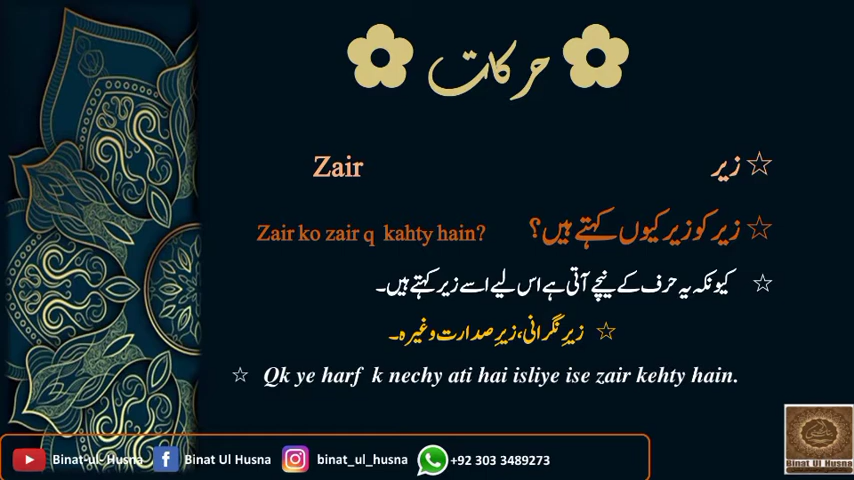 حرکات
☆ زیر Zair
☆ زیر کو زیر کیوں کہتے ہیں؟ Zair ko zair q kahty hain?
☆ کیونکہ یہ حرف کے نیچے آتی ہے اس لیے اسے زیر کہتے ہیں۔
☆ زیرِ نگرانی، زیرِ صدارت وغیرہ۔
☆ Qk ye harf k nechy ati hai isliye ise zair kehty hain.
Binat-ul-Husna Binat Ul Husna binat_ul_husna +92 303 3489273
Binat Ul Husna